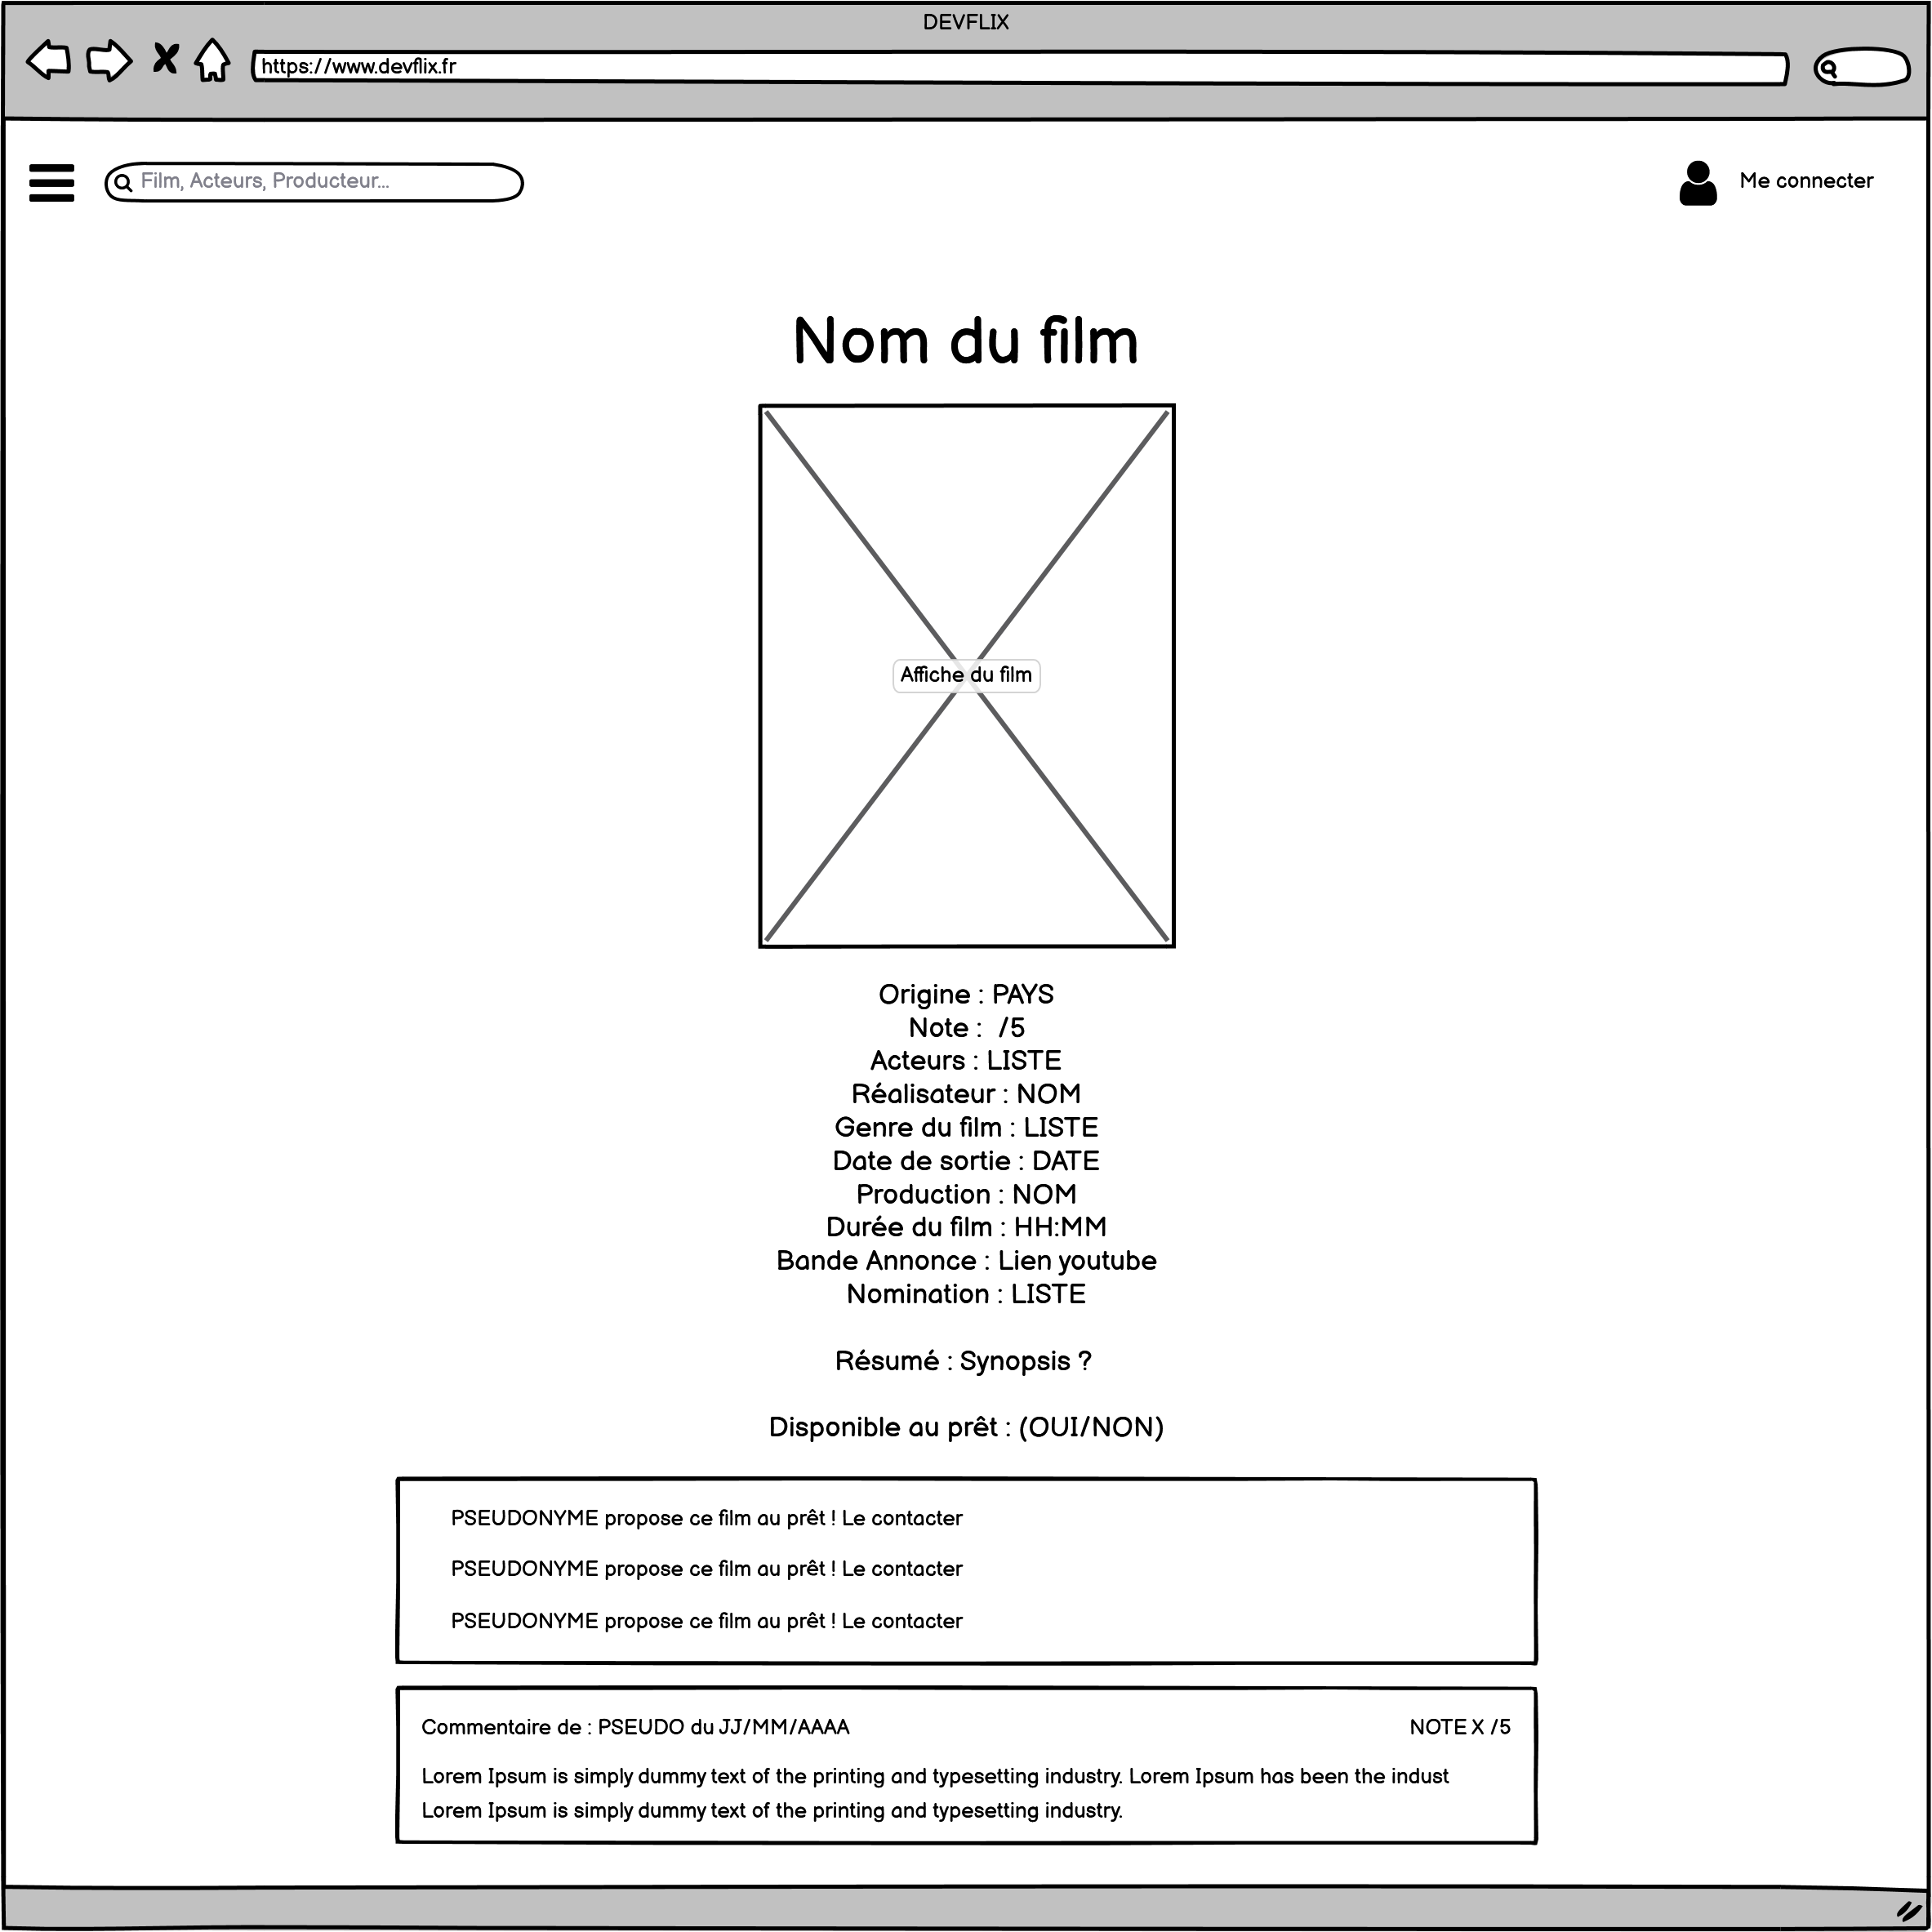 DEVFLIX
https://www.devflix.fr
Film, Acteurs, Producteur...
Me connecter
Nom du film
Affiche du film
Origine : PAYS
Note :  /5
Acteurs : LISTE
Réalisateur : NOM
Genre du film : LISTE
Date de sortie : DATE
Production : NOM
Durée du film : HH:MM
Bande Annonce : Lien youtube
Nomination : LISTE
Résumé : Synopsis ?
Disponible au prêt : (OUI/NON)
PSEUDONYME propose ce film au prêt ! Le contacter
PSEUDONYME propose ce film au prêt ! Le contacter
PSEUDONYME propose ce film au prêt ! Le contacter
Commentaire de : PSEUDO du JJ/MM/AAAA
NOTE X /5
Lorem Ipsum is simply dummy text of the printing and typesetting industry. Lorem Ipsum has been the indust
Lorem Ipsum is simply dummy text of the printing and typesetting industry.